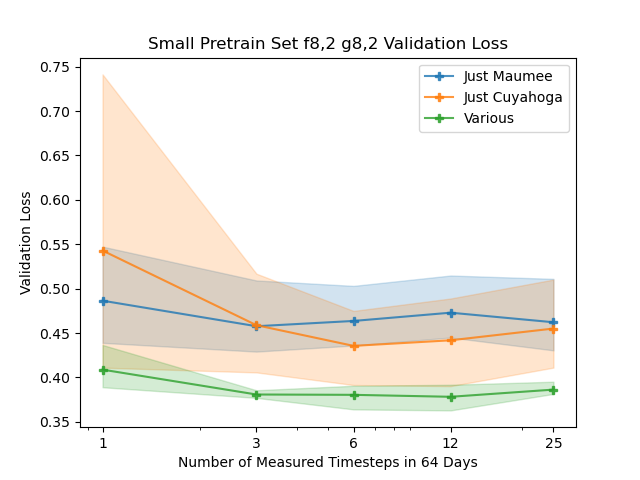 Small Pretrain Set f8,2 g8,2 Validation Loss
Just Maumee
Just Cuyahoga
Various
Validation Loss
0.75
0.70
0.65
0.60
0.55
0.50
0.45
0.40
0.35
1 3 6 12 25
Number of Measured Timesteps in 64 Days